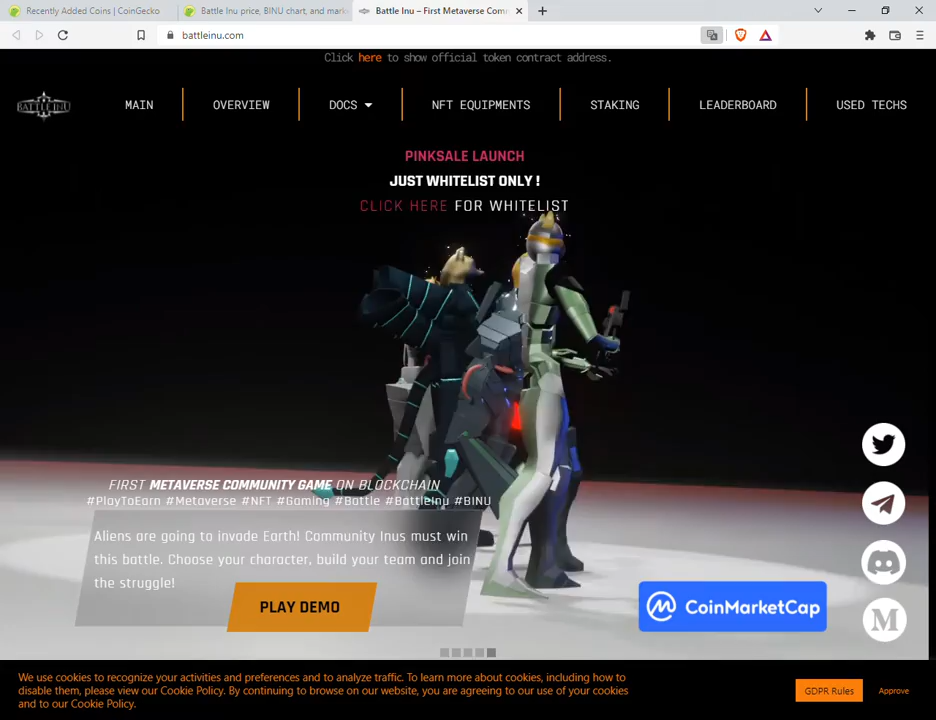 Recently Added Coins | CoinGecko
Battle Inu price, BINU chart, and mark
Battle Inu – First Metaverse Com
battleinu.com
Click here to show official token contract address.
BATTLE INU
MAIN
OVERVIEW
DOCS
NFT EQUIPMENTS
STAKING
LEADERBOARD
USED TECHS
PINKSALE LAUNCH
JUST WHITELIST ONLY !
CLICK HERE FOR WHITELIST
FIRST METAVERSE COMMUNITY GAME ON BLOCKCHAIN
#PlayToEarn #Metaverse #NFT #Gaming #Battle #BattleInu #BINU
Aliens are going to invade Earth! Community Inus must win
this battle. Choose your character, build your team and join
the struggle!
PLAY DEMO
CoinMarketCap
We use cookies to recognize your activities and preferences and to analyze traffic. To learn more about cookies, including how to
disable them, please view our Cookie Policy. By continuing to browse on our website, you are agreeing to our use of your cookies
and to our Cookie Policy.
GDPR Rules
Approve